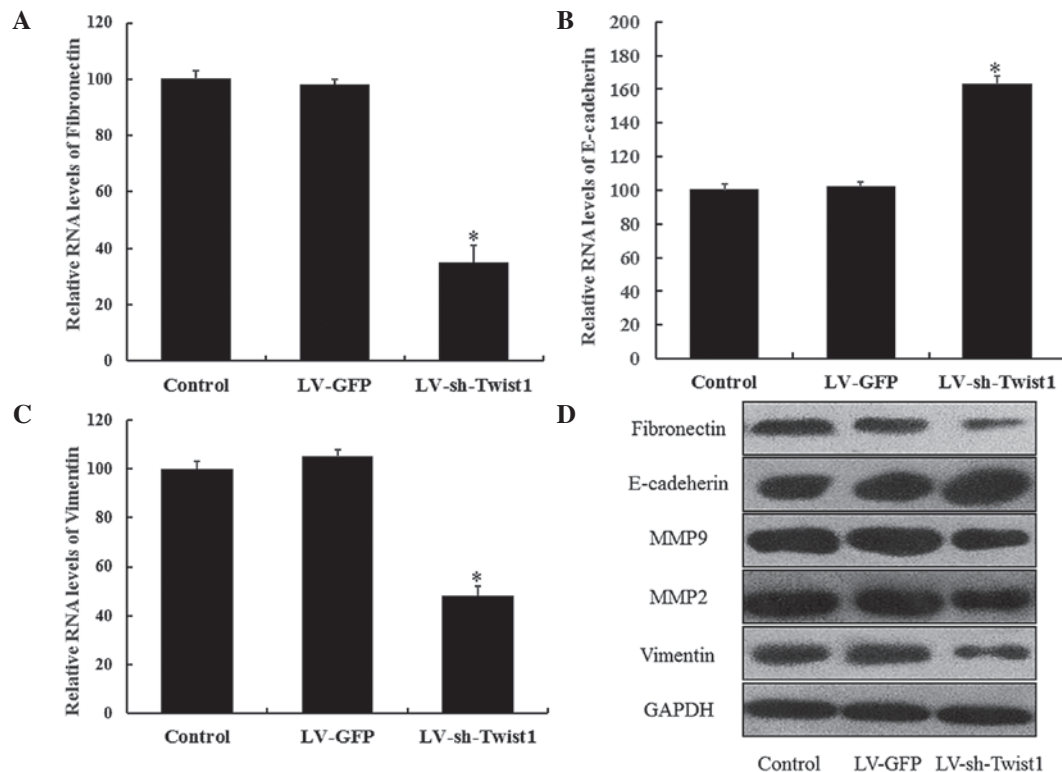 A
Relative RNA levels of Fibronectin
120
100
80
60
40
20
0
*
Control LV-GFP LV-sh-Twist1
B
Relative RNA levels of E-cadeherin
200
180
160
140
120
100
80
60
40
20
0
*
Control LV-GFP LV-sh-Twist1
C
Relative RNA levels of Vimentin
120
100
80
60
40
20
0
*
Control LV-GFP LV-sh-Twist1
D
Fibronectin
E-cadeherin
MMP9
MMP2
Vimentin
GAPDH
Control LV-GFP LV-sh-Twist1